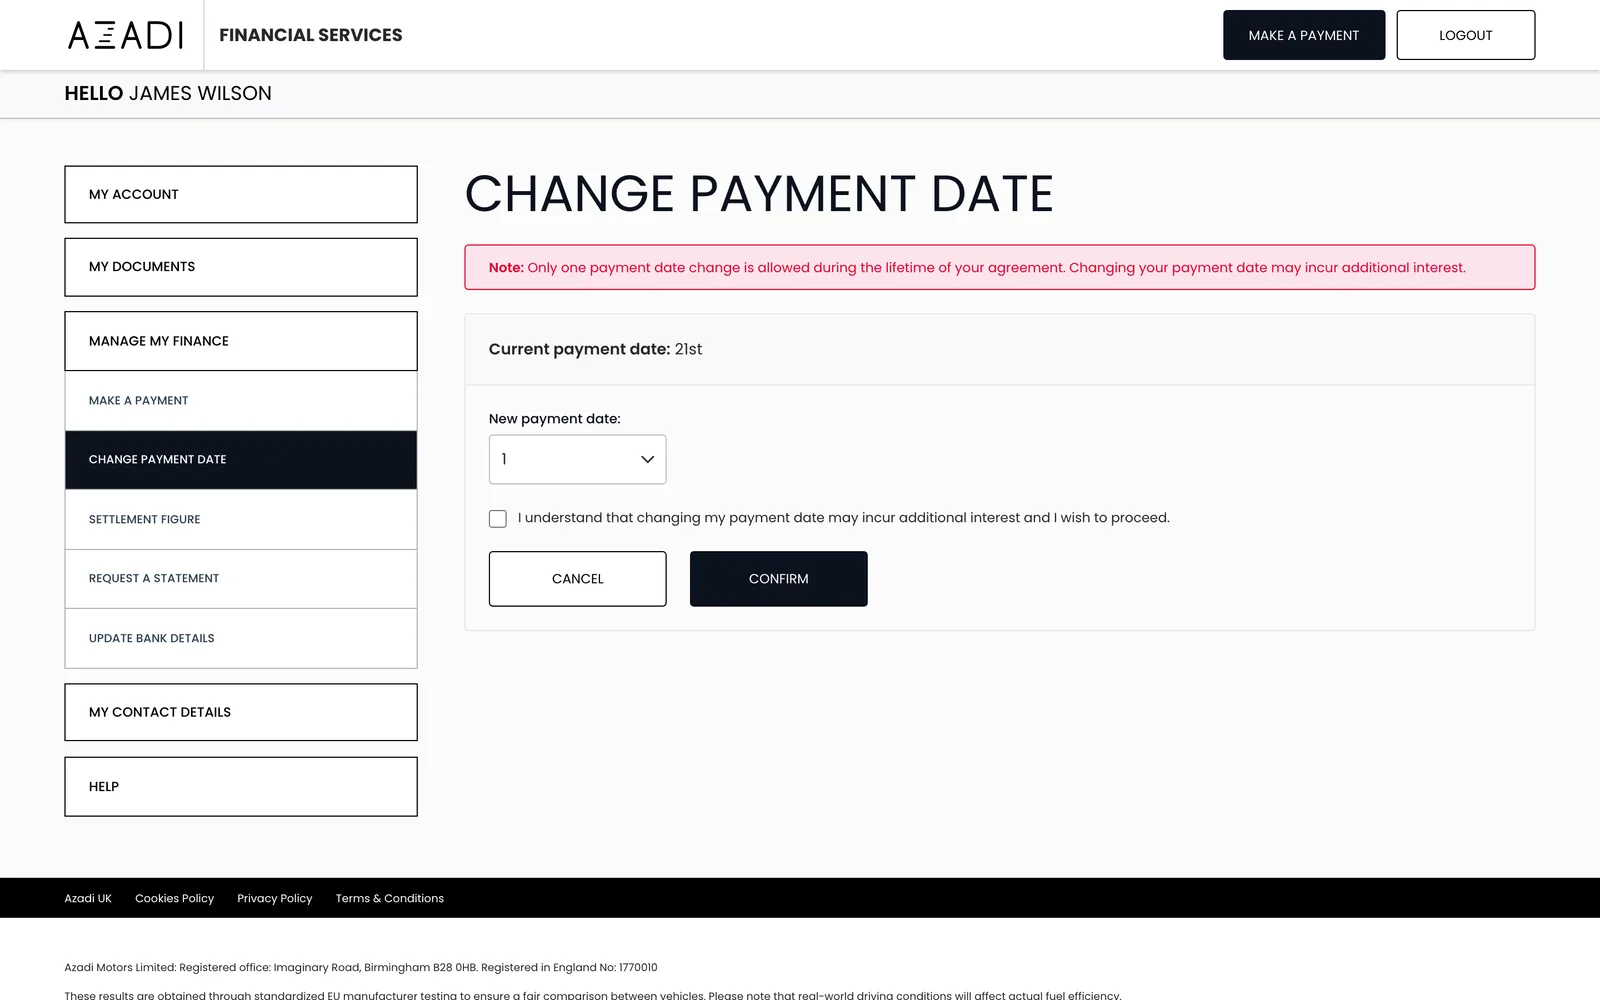 AZADI
FINANCIAL SERVICES
MAKE A PAYMENT
LOGOUT
HELLO JAMES WILSON
MY ACCOUNT
MY DOCUMENTS
MANAGE MY FINANCE
MAKE A PAYMENT
CHANGE PAYMENT DATE
SETTLEMENT FIGURE
REQUEST A STATEMENT
UPDATE BANK DETAILS
MY CONTACT DETAILS
HELP
CHANGE PAYMENT DATE
Note: Only one payment date change is allowed during the lifetime of your agreement. Changing your payment date may incur additional interest.
Current payment date: 21st
New payment date:
1
I understand that changing my payment date may incur additional interest and I wish to proceed.
CANCEL
CONFIRM
Azadi UK
Cookies Policy
Privacy Policy
Terms & Conditions
Azadi Motors Limited: Registered office: Imaginary Road, Birmingham B28 0HB. Registered in England No: 1770010
These results are obtained through standardized EU manufacturer testing to ensure a fair comparison between vehicles. Please note that real-world driving conditions will affect actual fuel efficiency.